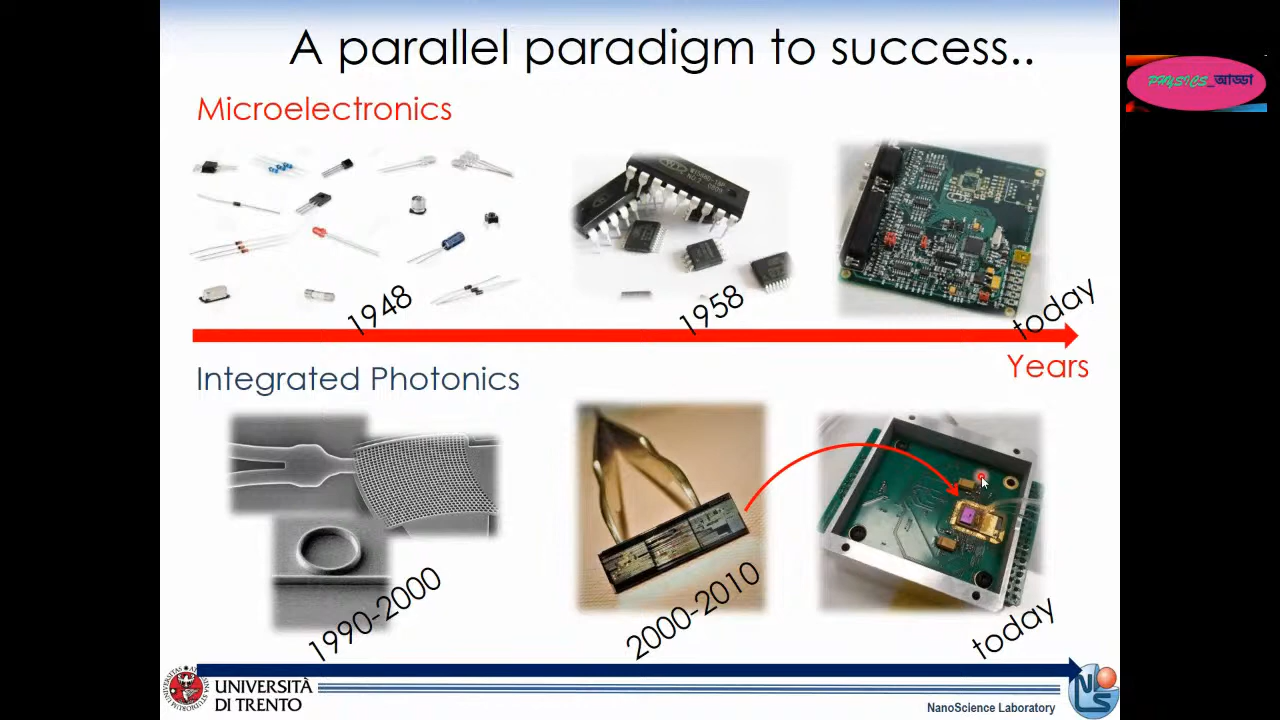 A parallel paradigm to success..
PHYSICS_আড্ডা
Microelectronics
1948
1958
today
Years
Integrated Photonics
1990-2000
2000-2010
today
UNIVERSITÀ
DI TRENTO
NanoScience Laboratory